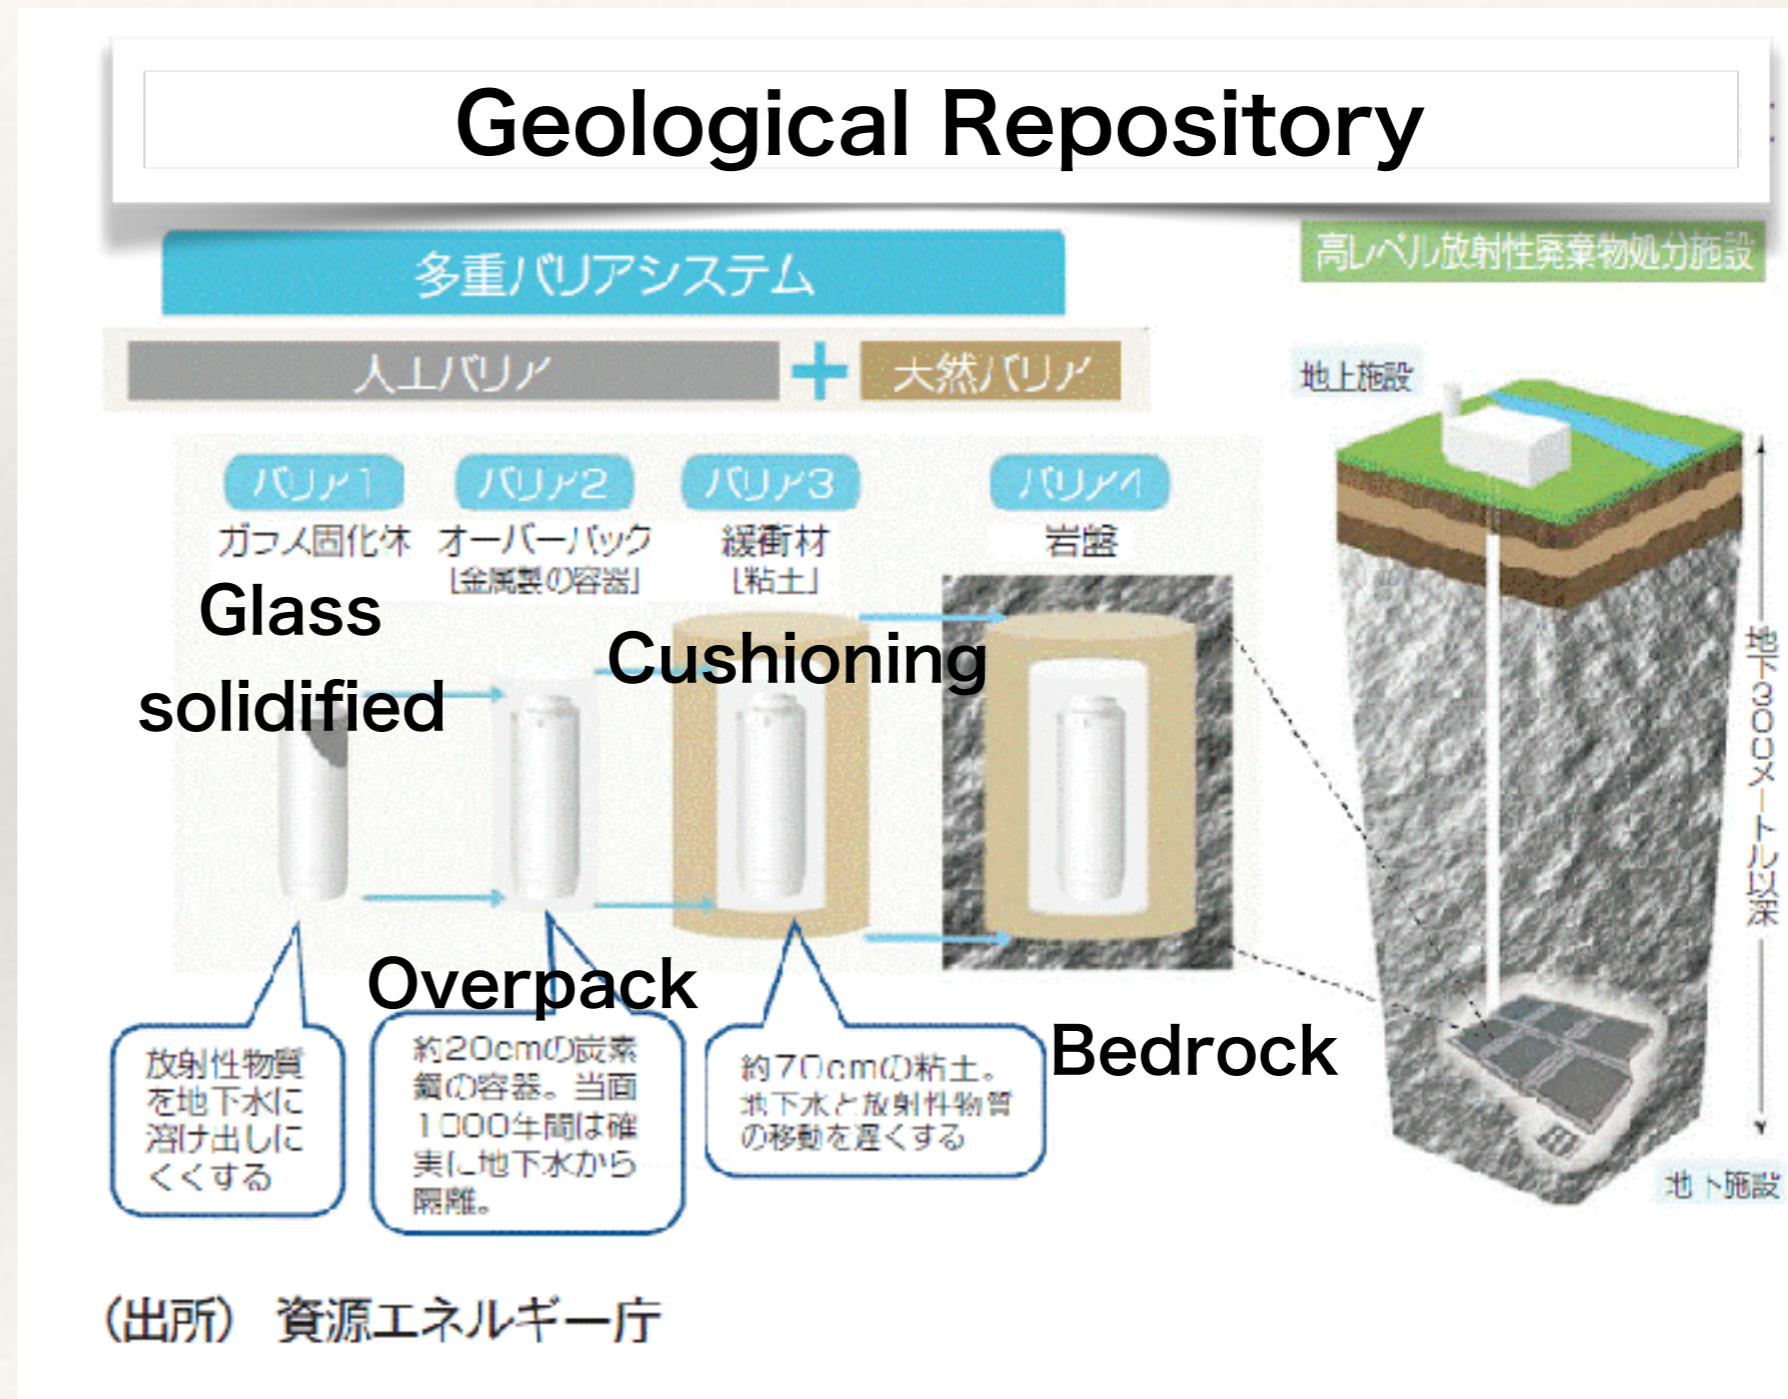 Geological Repository
多重バリアシステム
高レベル放射性廃棄物処分施設
人工バリア
+
天然バリア
地上施設
バリア1
バリア2
バリア3
バリア4
ガラス固化体
オーバーパック
[金属製の容器]
緩衝材
[粘土]
岩盤
Glass
solidified
Cushioning
Overpack
Bedrock
地下300メートル以深
放射性物質
を地下水に
溶け出しに
くくする
約20cmの炭素
鋼の容器。当面
1000年間は確
実に地下水から
隔離。
約70cmの粘土。
地下水と放射性物質
の移動を遅くする
地下施設
(出所) 資源エネルギー庁